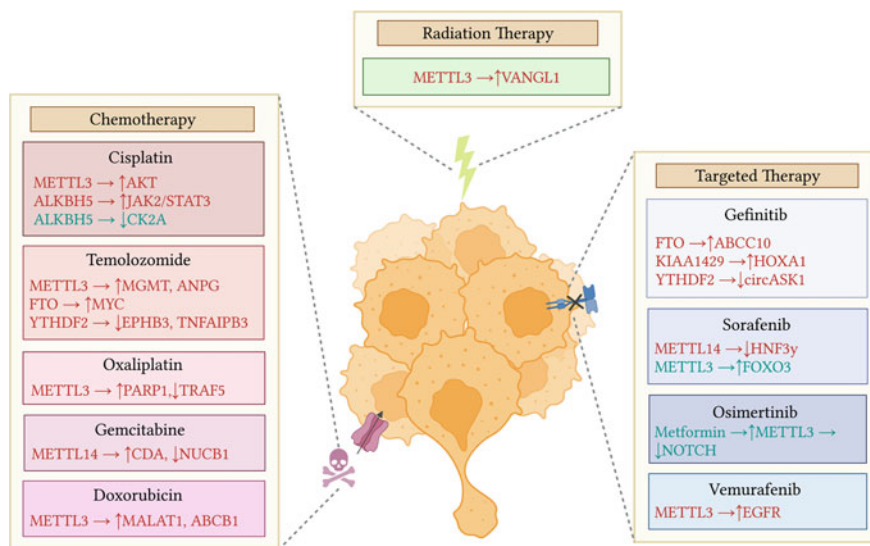 Radiation Therapy
METTL3 → ↑VANGL1
Chemotherapy
Cisplatin
METTL3 → ↑AKT
ALKBH5 → ↑JAK2/STAT3
ALKBH5 → ↓CK2A
Temolozomide
METTL3 → ↑MGMT, ANPG
FTO → ↑MYC
YTHDF2 → ↓EPHB3, TNFAIPB3
Oxaliplatin
METTL3 → ↑PARP1,↓TRAF5
Gemcitabine
METTL14 → ↑CDA, ↓NUCB1
Doxorubicin
METTL3 → ↑MALAT1, ABCB1
Targeted Therapy
Gefinitib
FTO → ↑ABCC10
KIAA1429 → ↑HOXA1
YTHDF2 → ↓circASK1
Sorafenib
METTL14 → ↓HNF3y
METTL3 → ↑FOXO3
Osimertinib
Metformin → ↑METTL3 →
↓NOTCH
Vemurafenib
METTL3 → ↑EGFR